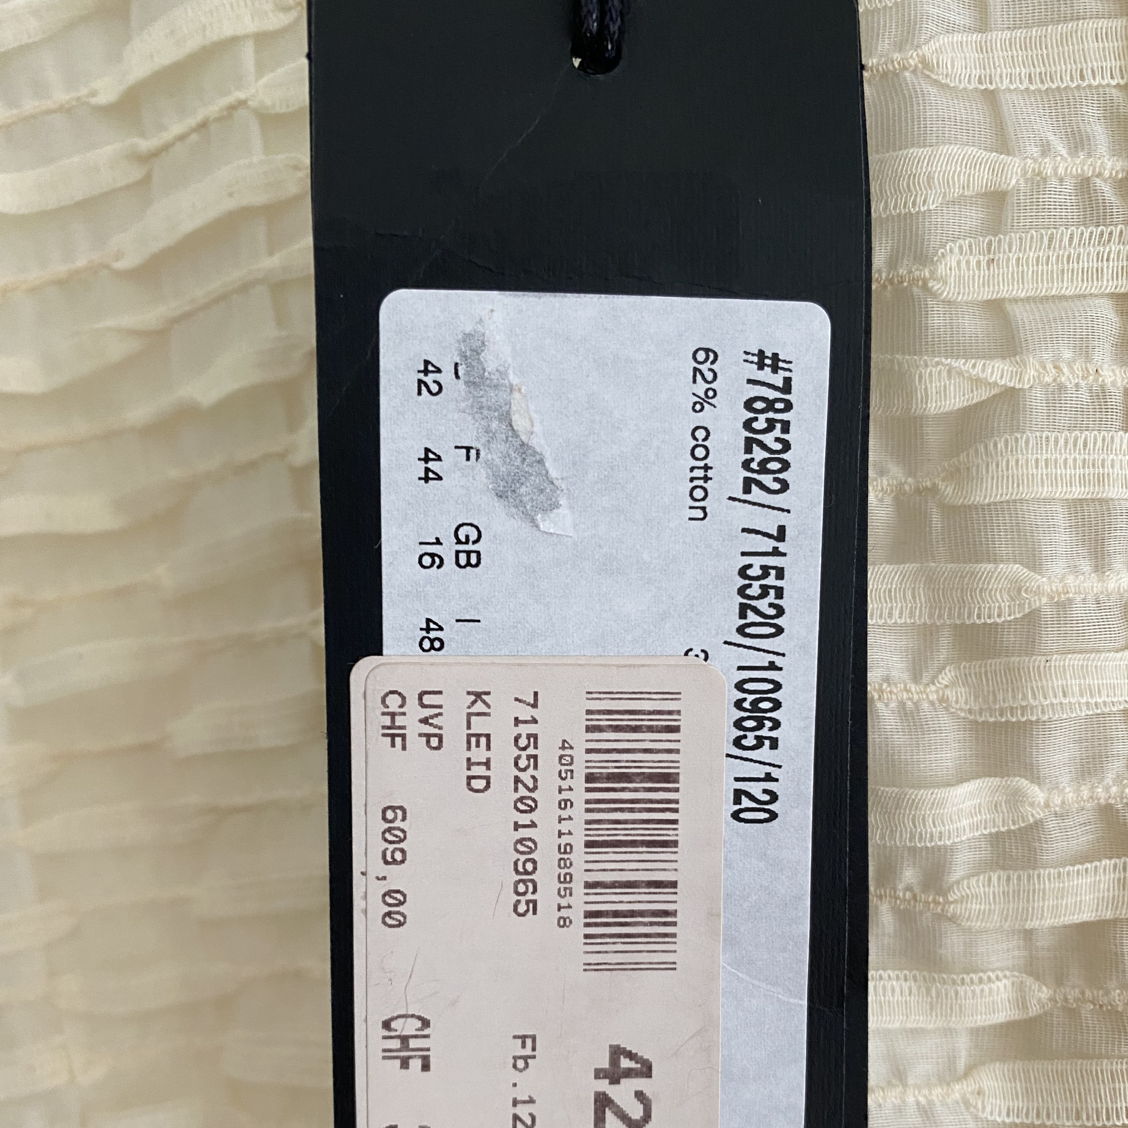 #785292/ 715520/10965/120
62% cotton
F GB I
42 44 16 48
4051611989518
42
71552010965 Fb.12
KLEID
UVP
CHF 609,00 CHF